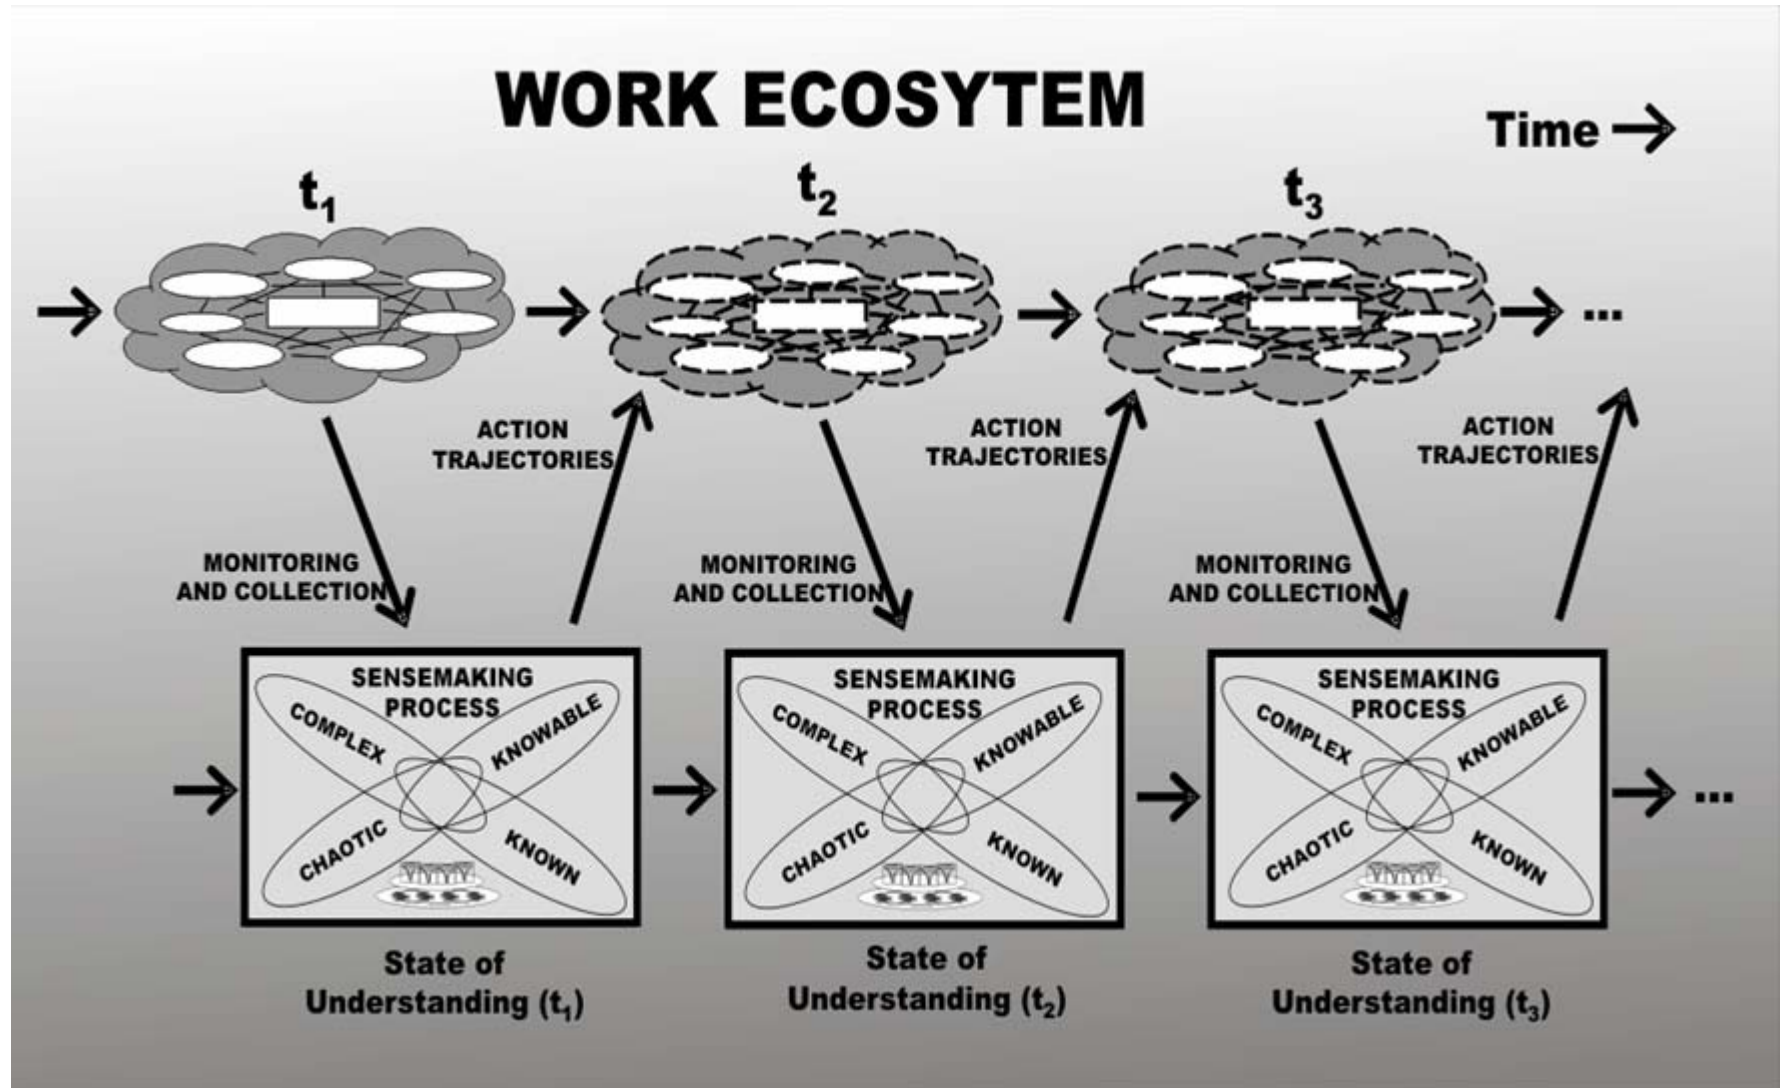 WORK ECOSYTEM
Time
t1
t2
t3
...
ACTION
TRAJECTORIES
ACTION
TRAJECTORIES
ACTION
TRAJECTORIES
MONITORING
AND COLLECTION
MONITORING
AND COLLECTION
MONITORING
AND COLLECTION
SENSEMAKING
PROCESS
COMPLEX
KNOWABLE
CHAOTIC
KNOWN
SENSEMAKING
PROCESS
COMPLEX
KNOWABLE
CHAOTIC
KNOWN
SENSEMAKING
PROCESS
COMPLEX
KNOWABLE
CHAOTIC
KNOWN
...
State of
Understanding (t1)
State of
Understanding (t2)
State of
Understanding (t3)